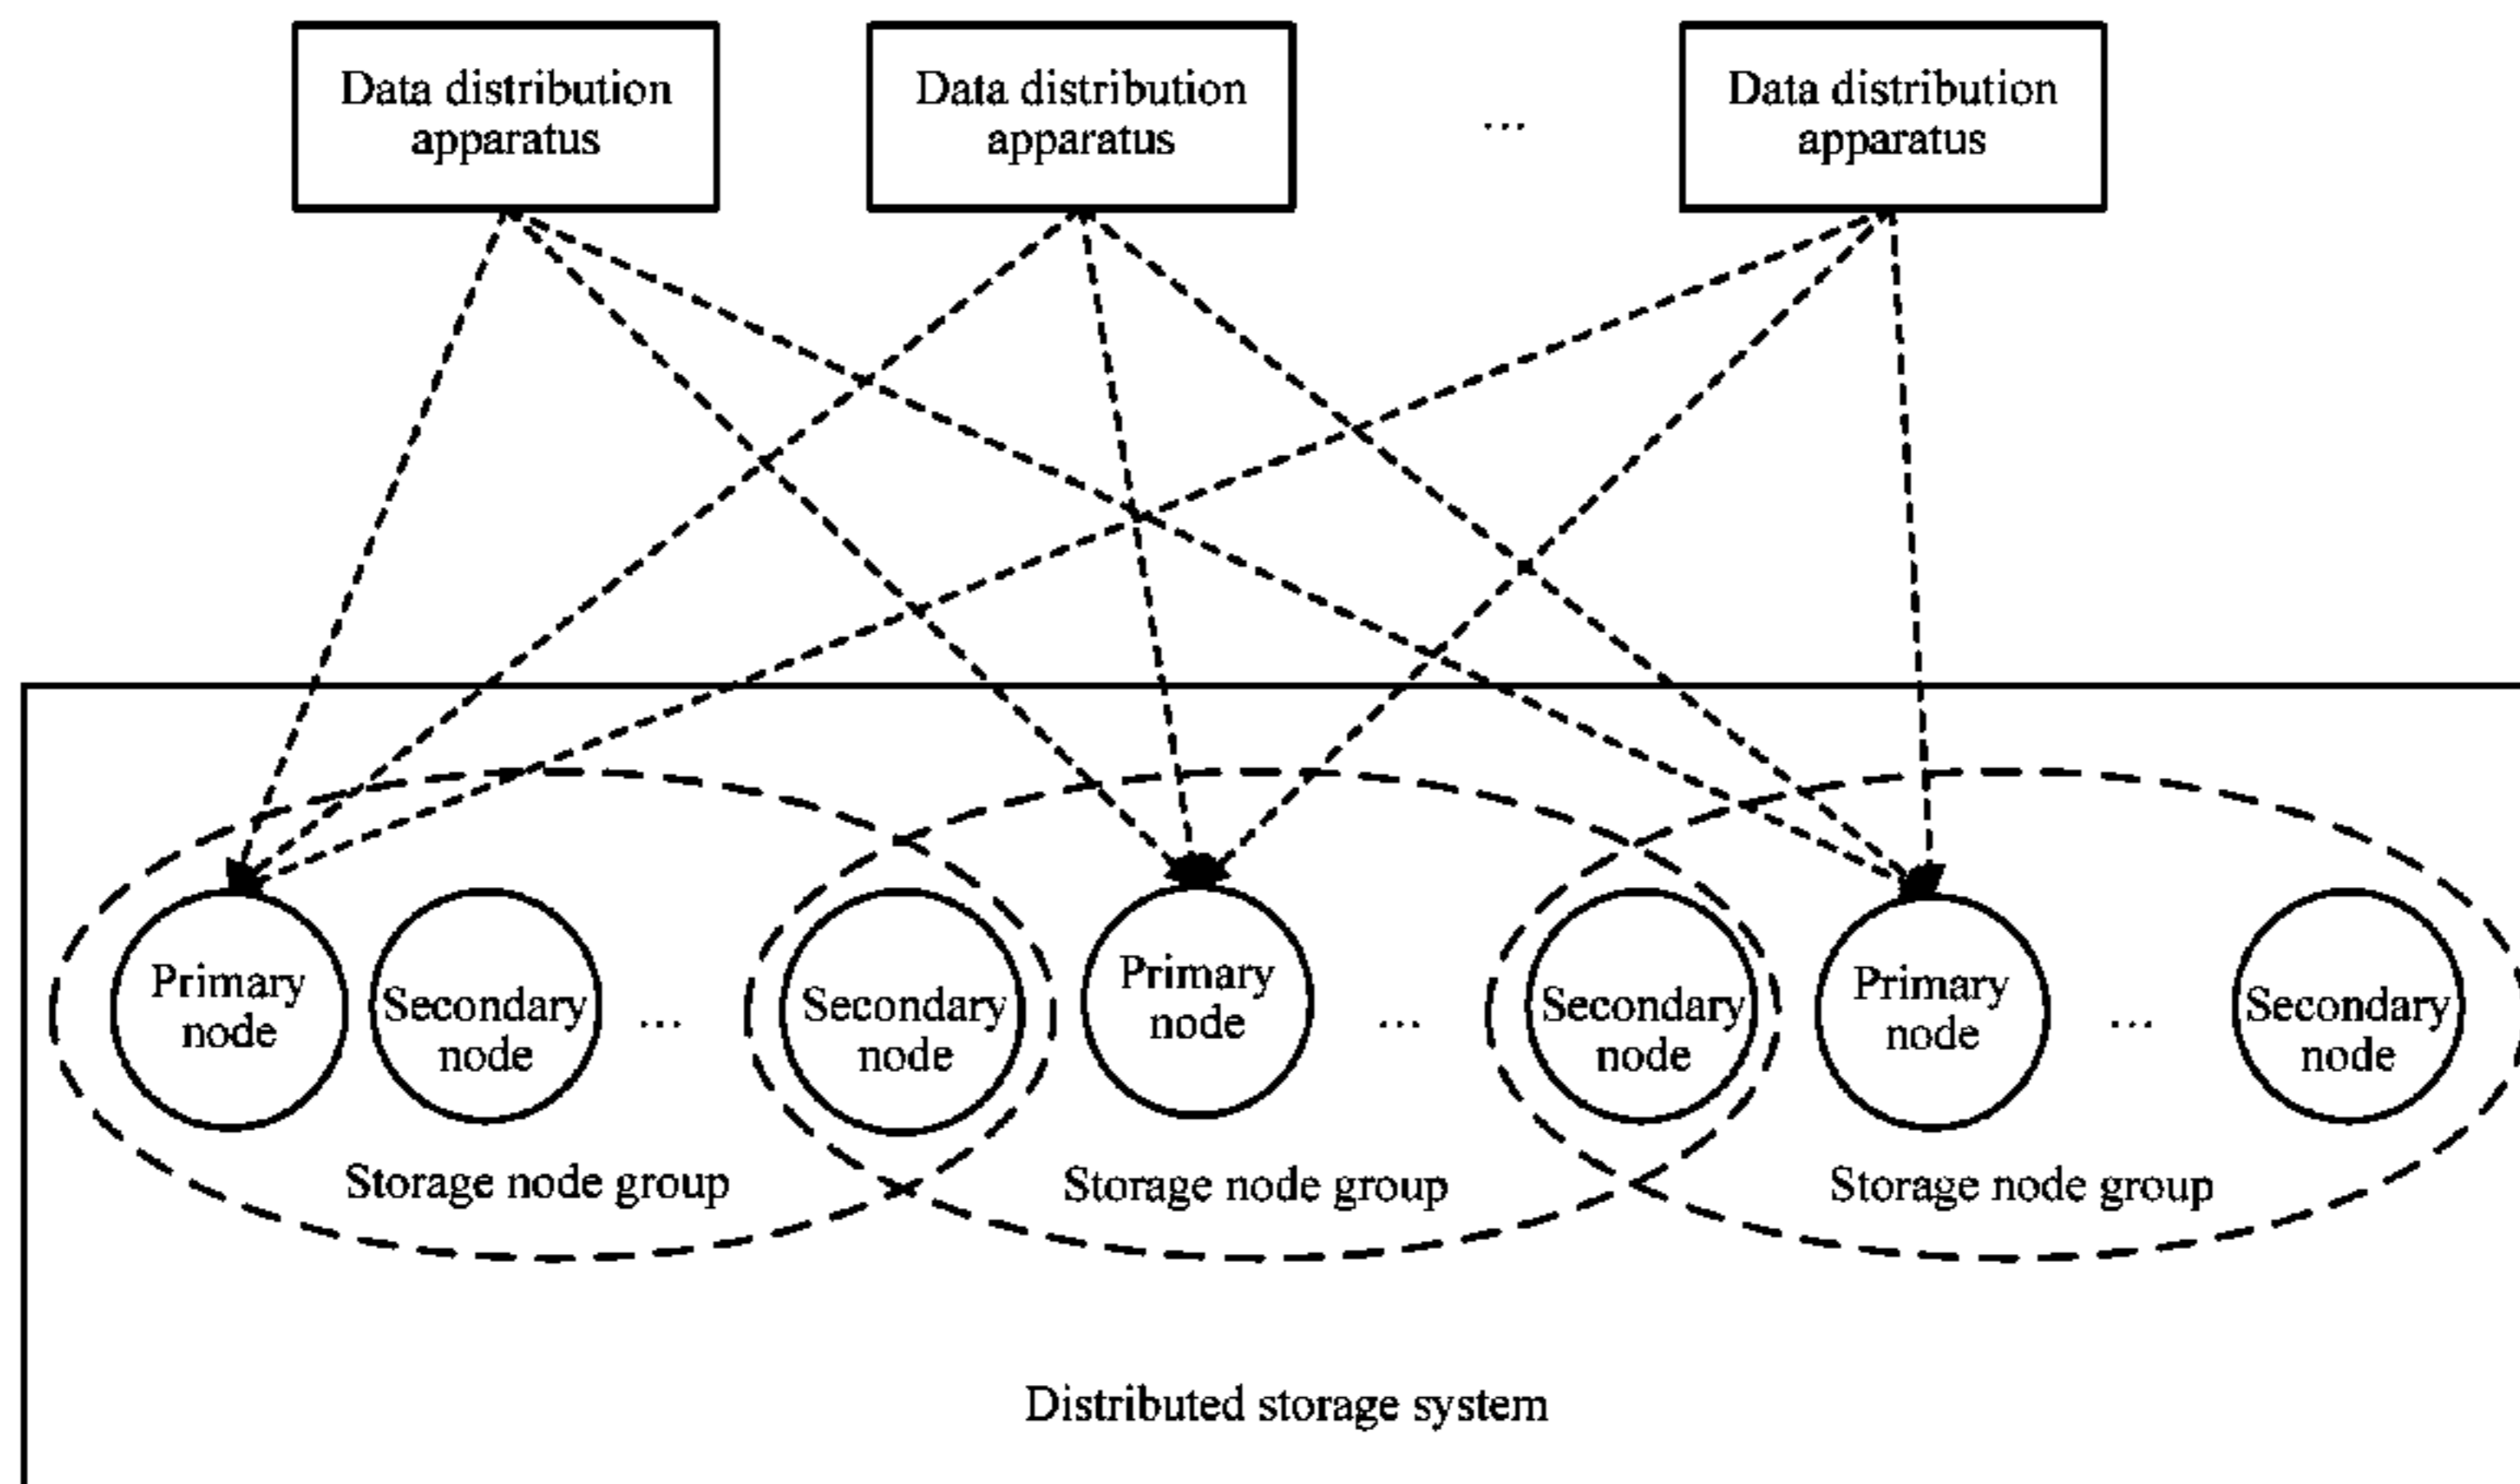 Data distribution
apparatus
Data distribution
apparatus
...
Data distribution
apparatus
Primary
node
Secondary
node
...
Secondary
node
Primary
node
...
Secondary
node
Primary
node
...
Secondary
node
Storage node group
Storage node group
Storage node group
Distributed storage system